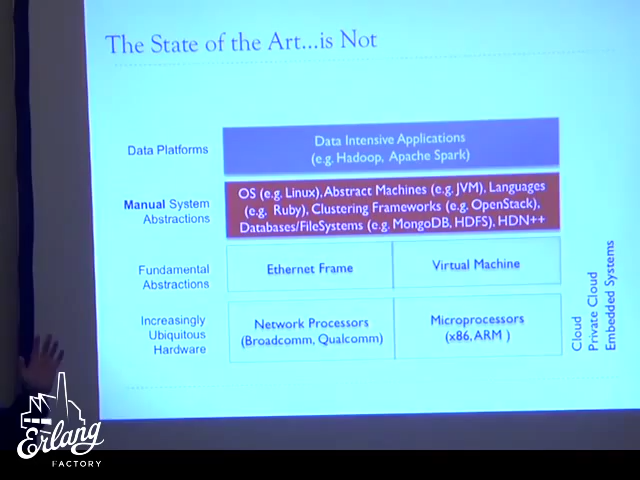 The State of the Art...is Not
Data Platforms
Data Intensive Applications
(e.g. Hadoop, Apache Spark)
Manual System
Abstractions
OS (e.g. Linux), Abstract Machines (e.g. JVM), Languages
(e.g. Ruby), Clustering Frameworks (e.g. OpenStack),
Databases/FileSystems (e.g. MongoDB, HDFS), HDN++
Fundamental
Abstractions
Ethernet Frame
Virtual Machine
Increasingly
Ubiquitous
Hardware
Network Processors
(Broadcomm, Qualcomm)
Microprocessors
(x86, ARM )
Cloud
Private Cloud
Embedded Systems
Erlang
FACTORY